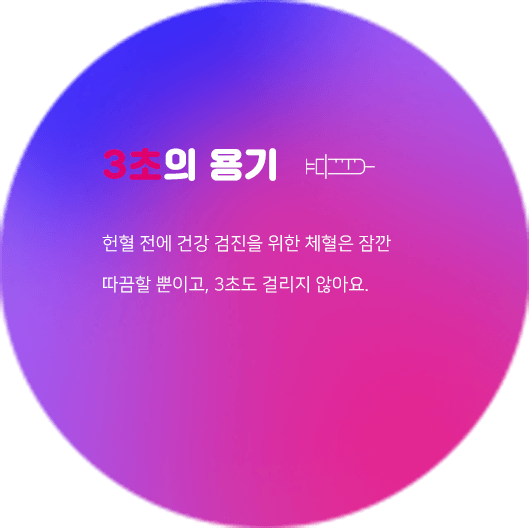 3초의 용기
헌혈 전에 건강 검진을 위한 체혈은 잠깐
따끔할 뿐이고, 3초도 걸리지 않아요.